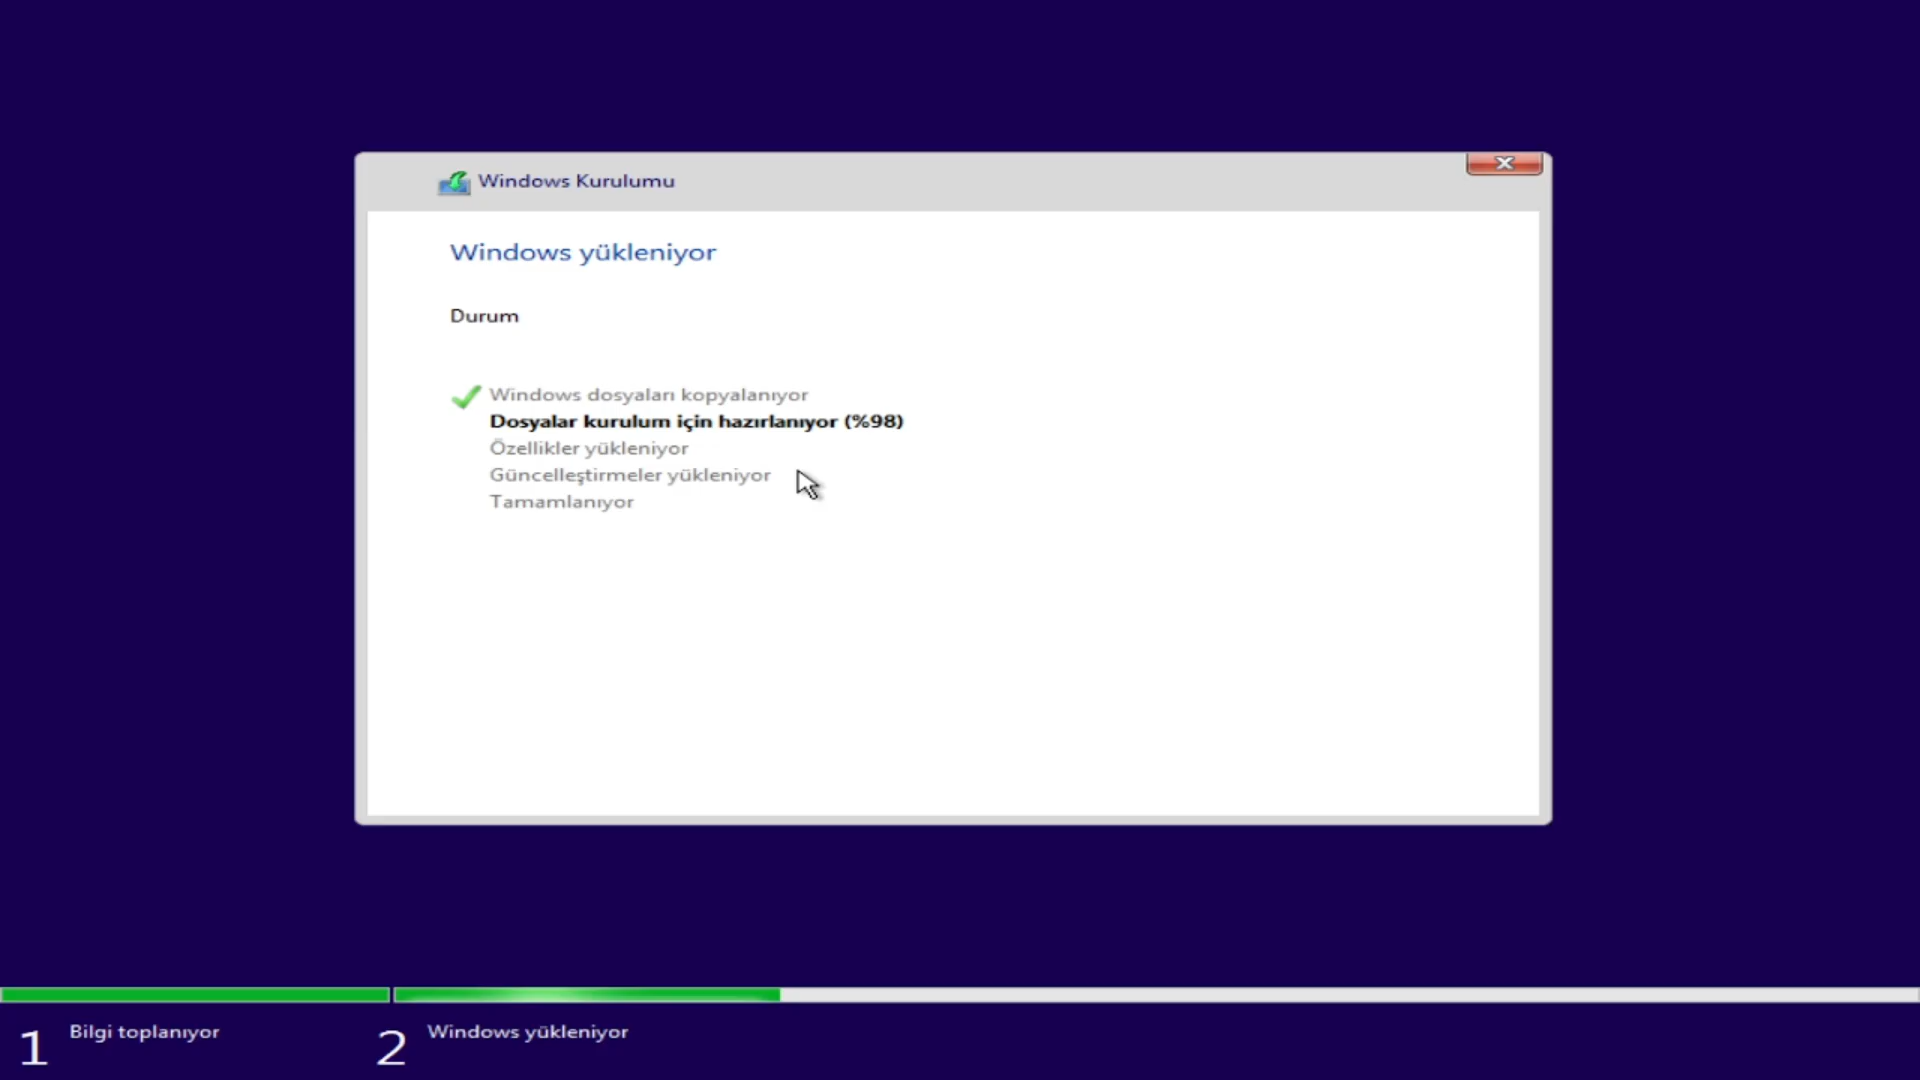 Windows Kurulumu
Windows yükleniyor
Durum
Windows dosyaları kopyalanıyor
Dosyalar kurulum için hazırlanıyor (%98)
Özellikler yükleniyor
Güncelleştirmeler yükleniyor
Tamamlanıyor
1 Bilgi toplanıyor
2 Windows yükleniyor